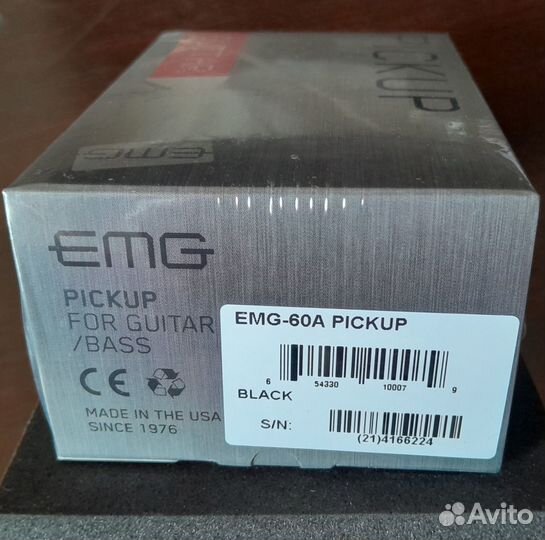 PICKUP
EMG
EMG
PICKUP
FOR GUITAR
/BASS
CE
MADE IN THE USA
SINCE 1976
EMG-60A PICKUP
6 54330 10007 9
BLACK
S/N:
(21)4166224
Avito